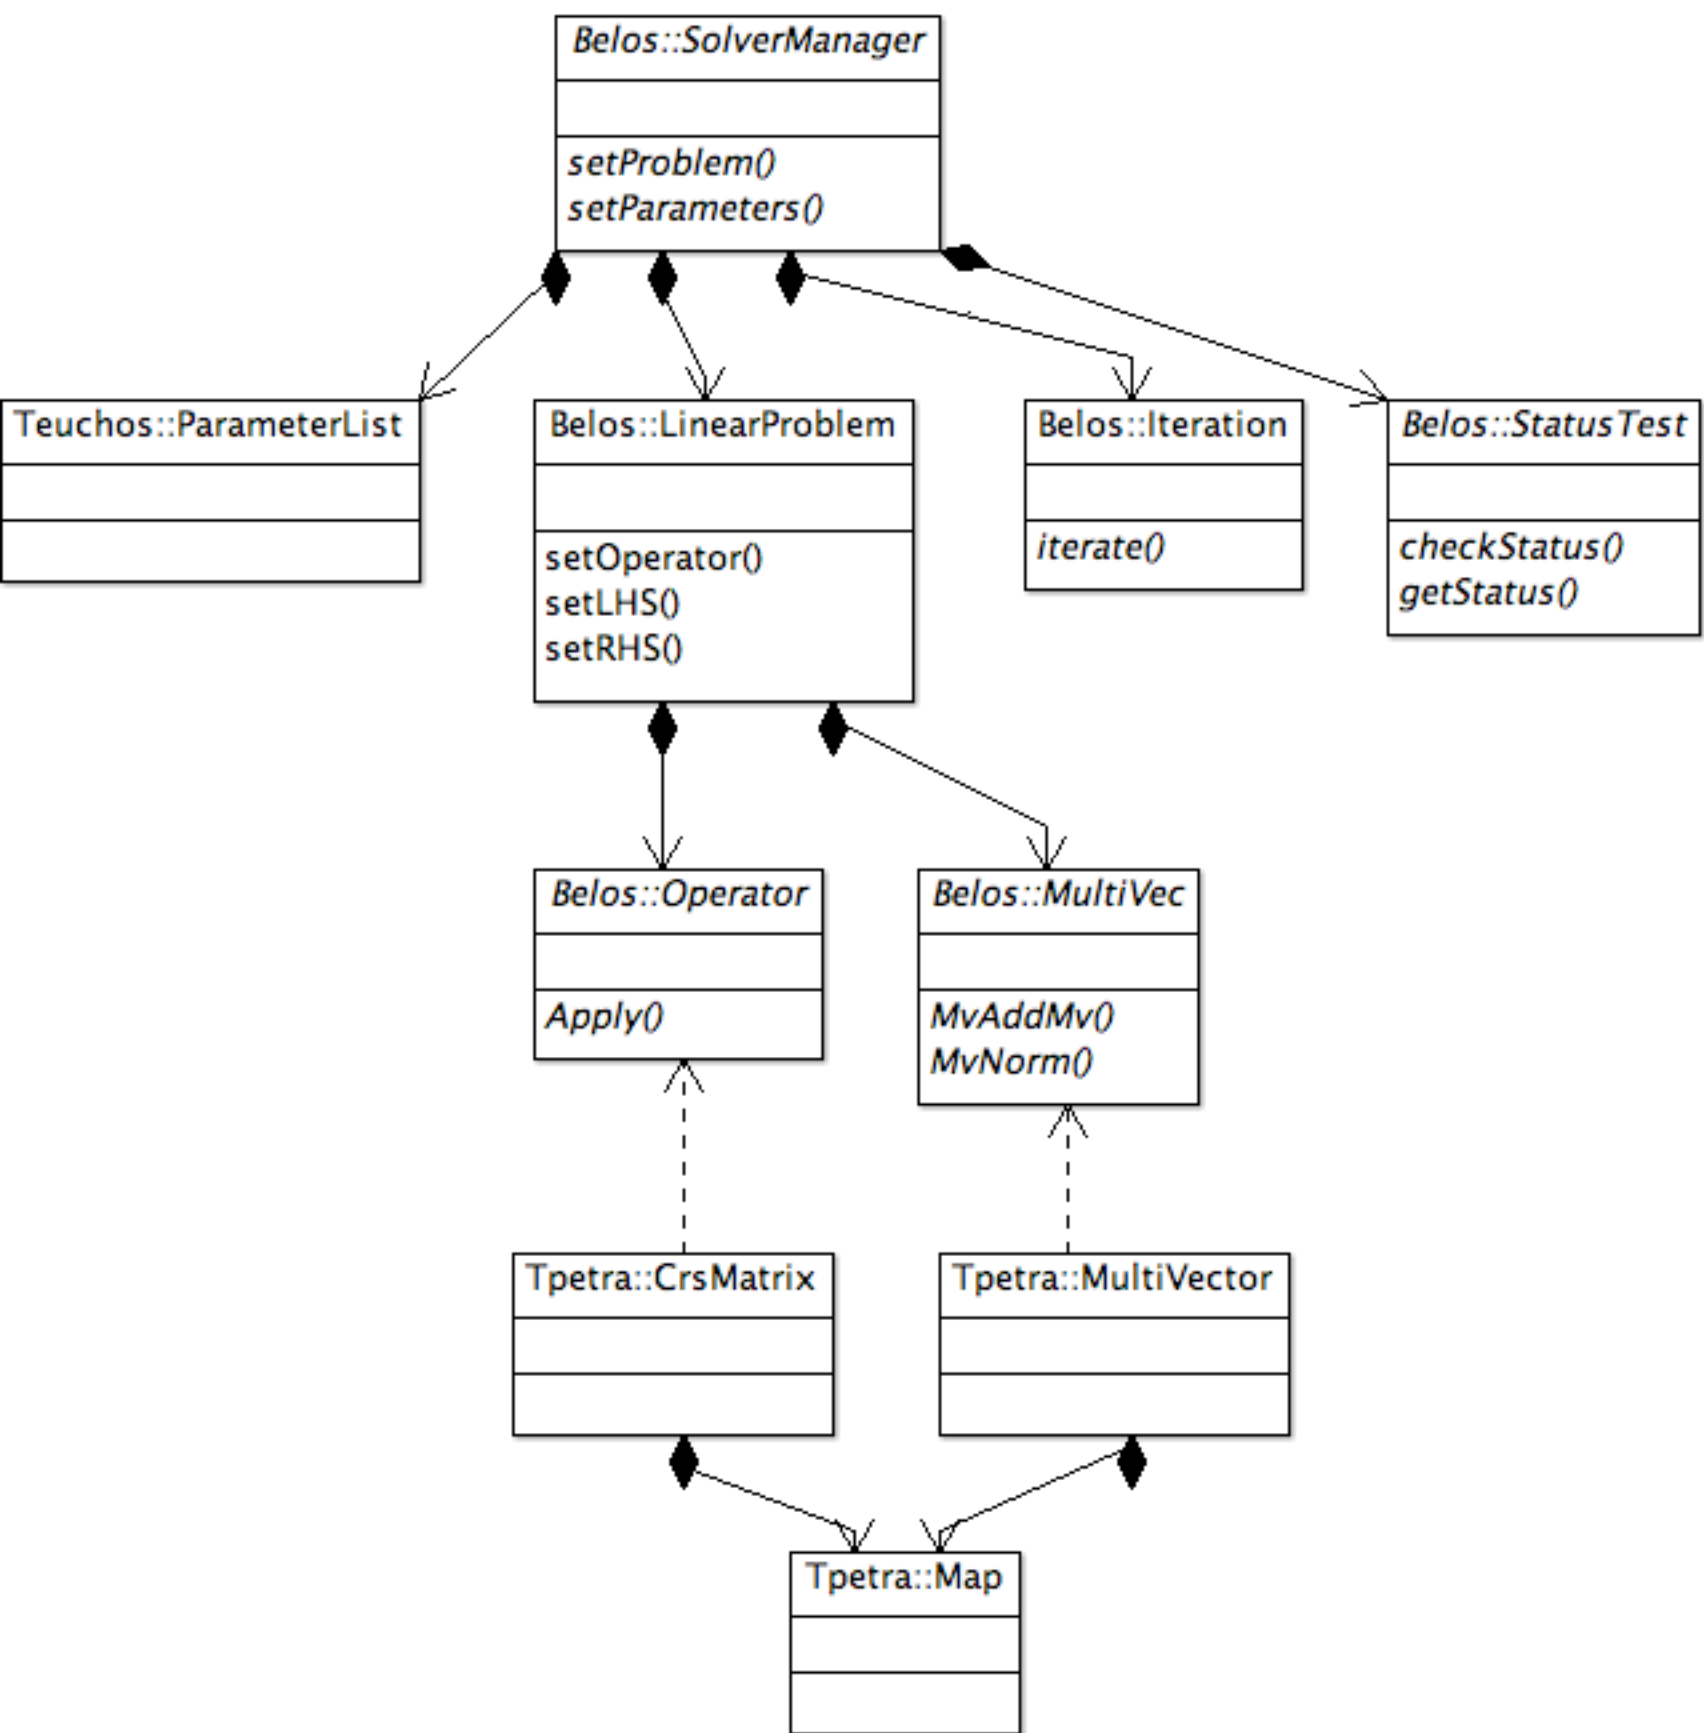 Belos::SolverManager
setProblem()
setParameters()
Teuchos::ParameterList
Belos::LinearProblem
setOperator()
setLHS()
setRHS()
Belos::Iteration
iterate()
Belos::StatusTest
checkStatus()
getStatus()
Belos::Operator
Apply()
Belos::MultiVec
MvAddMv()
MvNorm()
Tpetra::CrsMatrix
Tpetra::MultiVector
Tpetra::Map